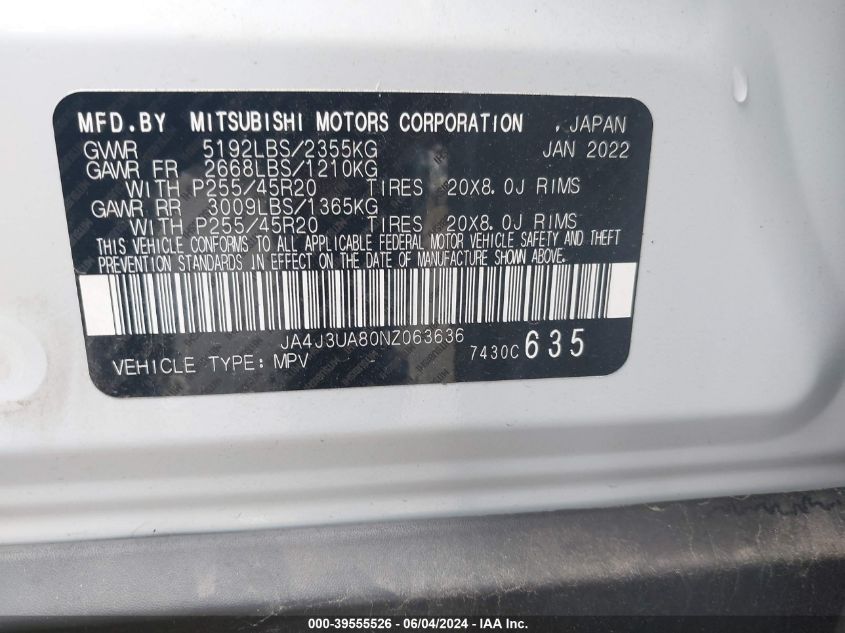 MFD.BY MITSUBISHI MOTORS CORPORATION , JAPAN
GVWR 5192LBS/2355KG JAN 2022
GAWR FR 2668LBS/1210KG
WITH P255/45R20 TIRES 20X8.0J RIMS
GAWR RR 3009LBS/1365KG
WITH P255/45R20 TIRES 20X8.0J RIMS
THIS VEHICLE CONFORMS TO ALL APPLICABLE FEDERAL MOTOR VEHICLE SAFETY AND THEFT
PREVENTION STANDARDS IN EFFECT ON THE DATE OF MANUFACTURE SHOWN ABOVE.
JA4J3UA80NZ063636
VEHICLE TYPE: MPV 7430C 635
000-39555526 - 06/04/2024 - IAA Inc.